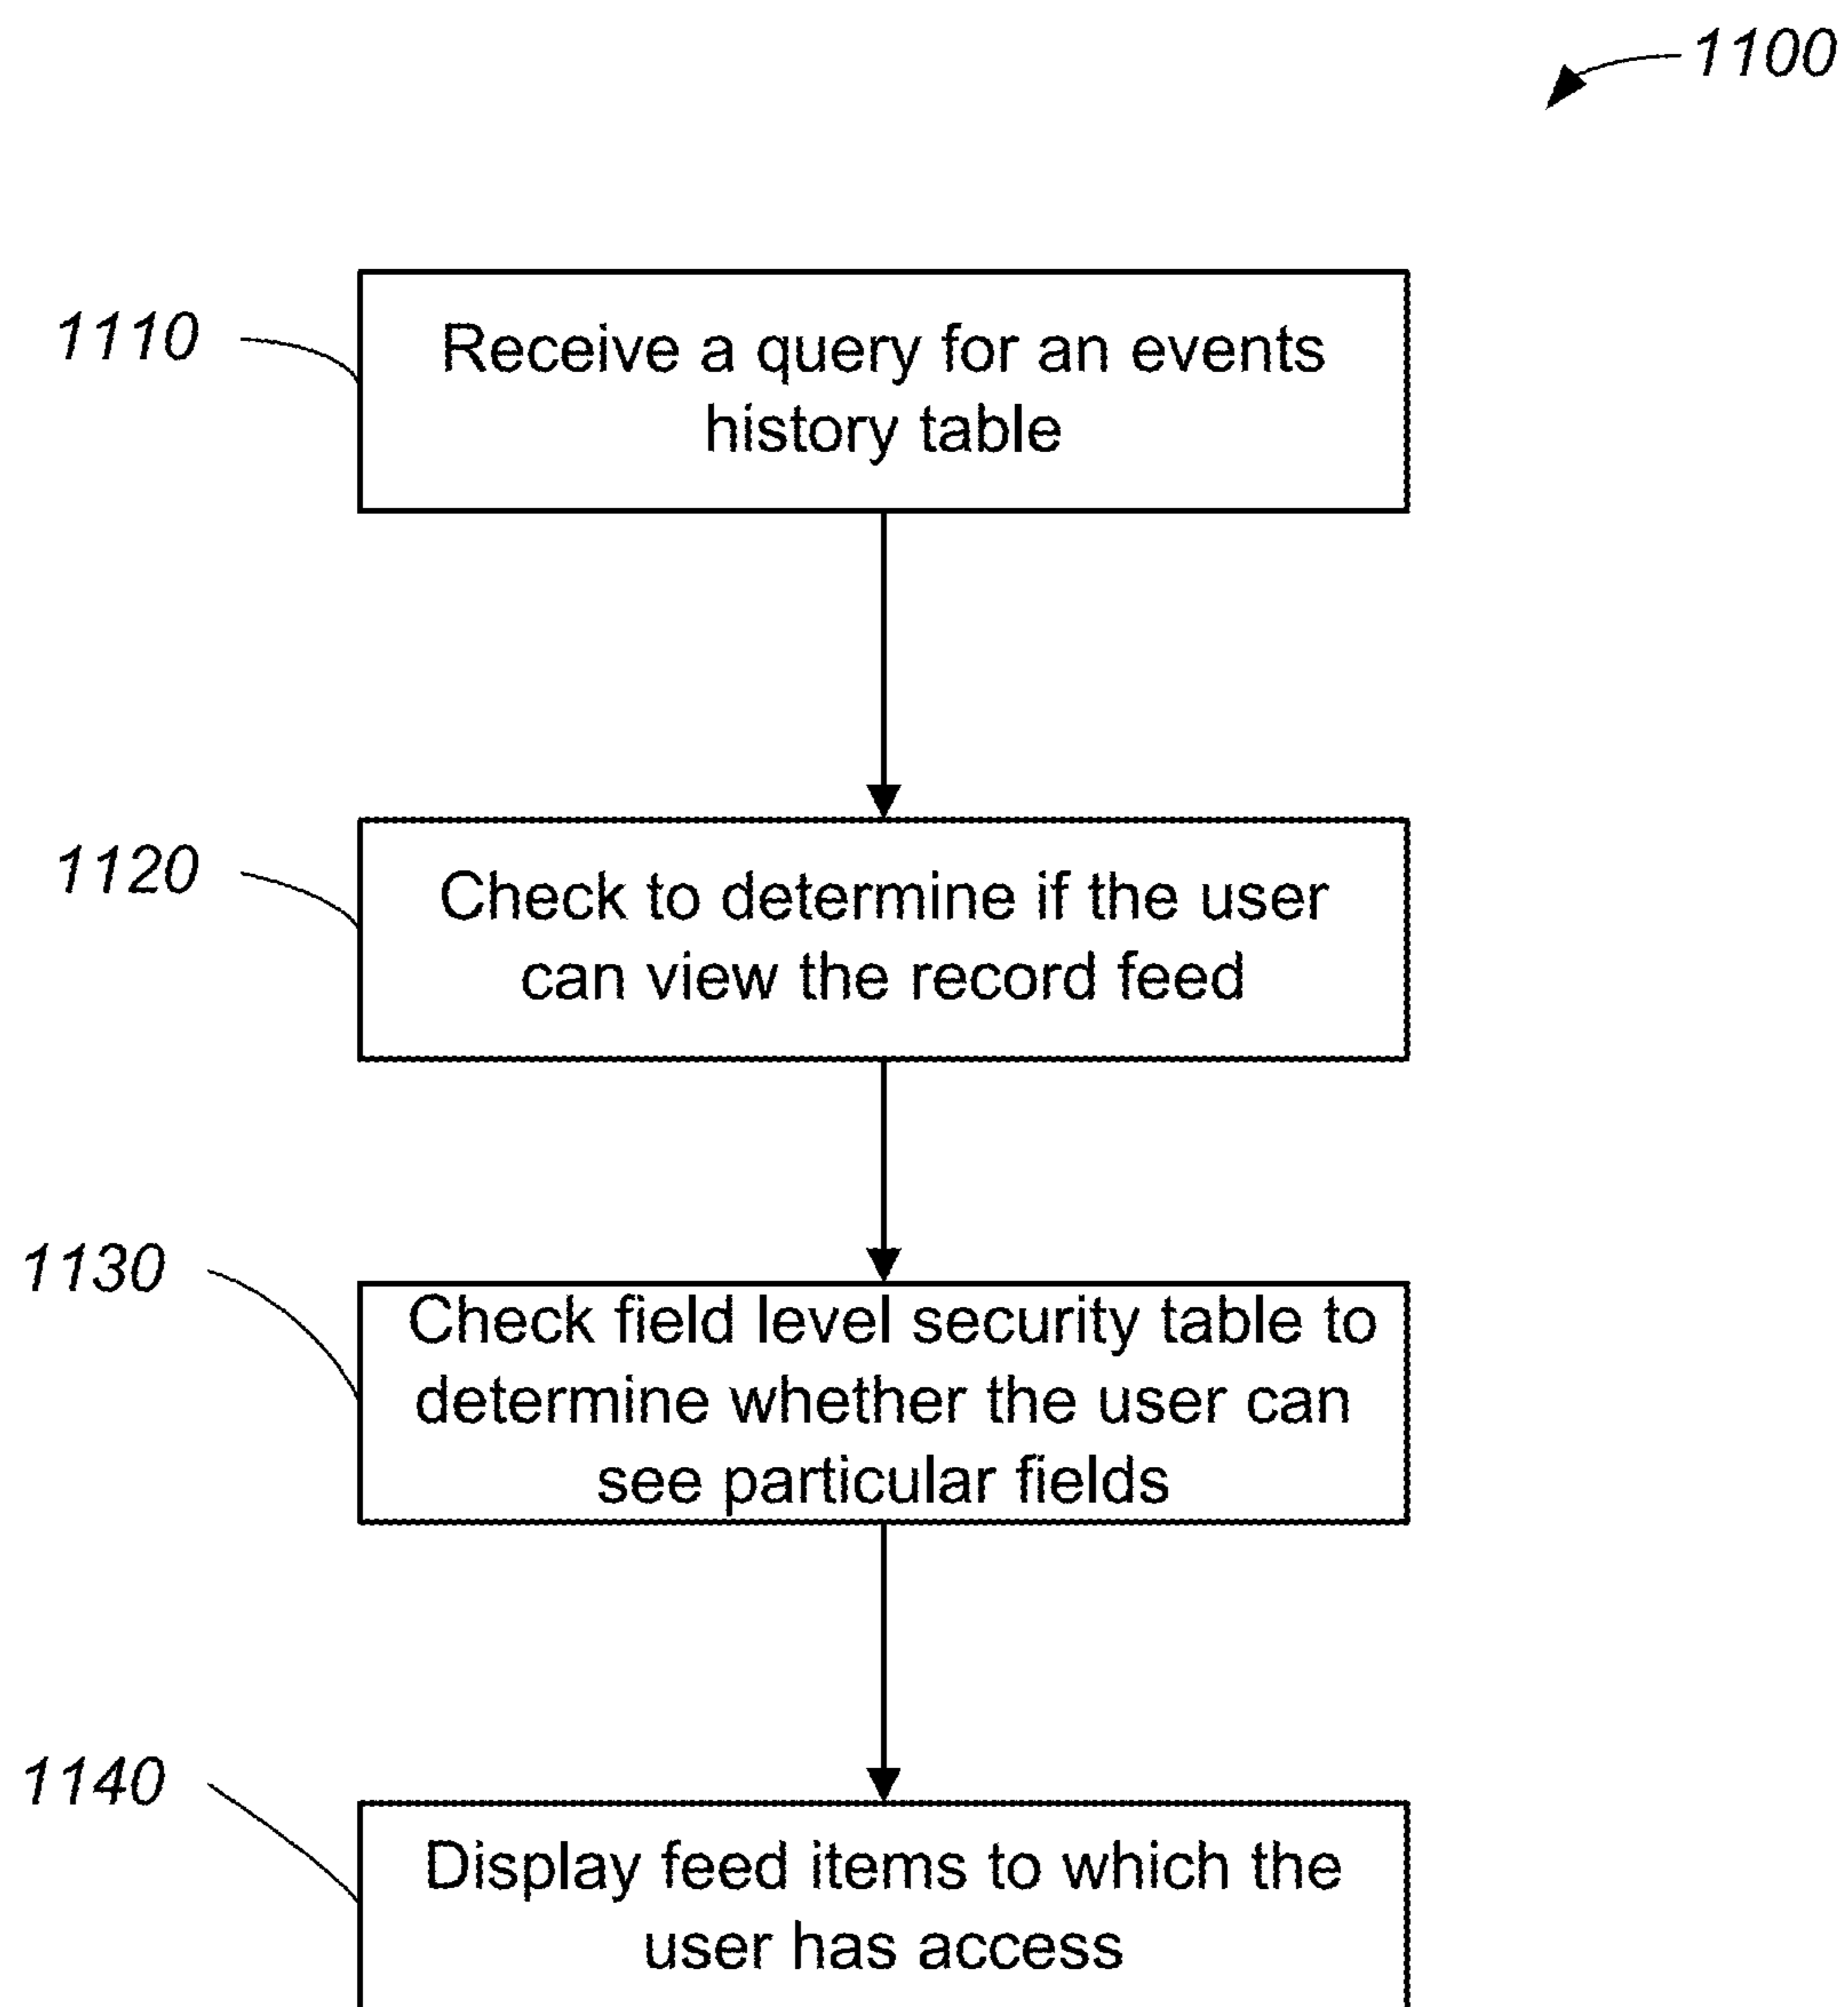 1100
1110
Receive a query for an events
history table
1120
Check to determine if the user
can view the record feed
1130
Check field level security table to
determine whether the user can
see particular fields
1140
Display feed items to which the
user has access